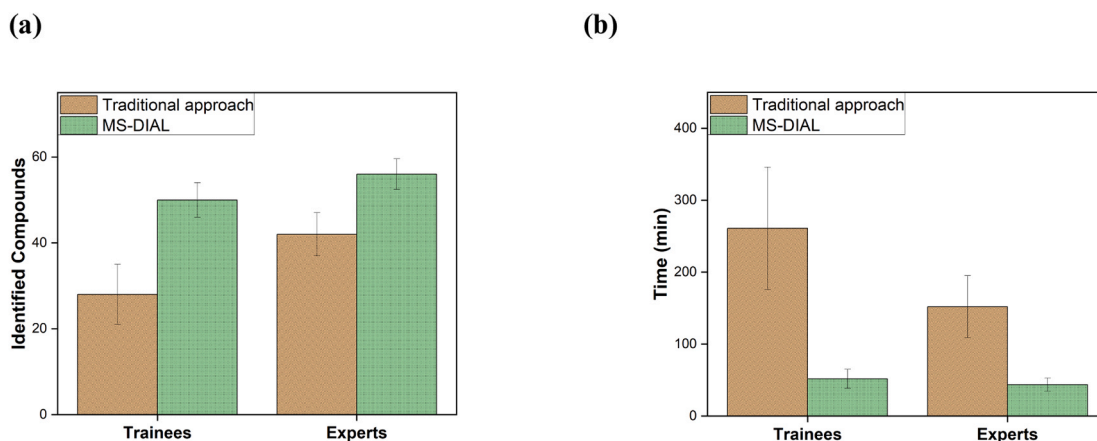 (a)
Traditional approach
MS-DIAL
60
40
20
0
Identified Compounds
Trainees
Experts
(b)
Traditional approach
MS-DIAL
400
300
200
100
0
Time (min)
Trainees
Experts